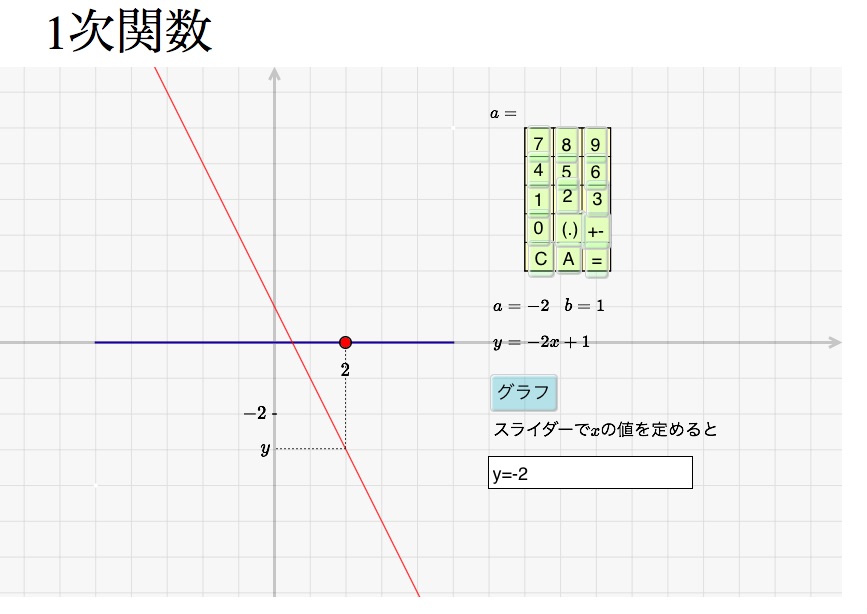 1次関数
a =
7 8 9
4 5 6
1 2 3
0 (.) +-
C A =
a = −2 b = 1
y = −2x + 1
2
グラフ
−2
スライダーでxの値を定めると
y
y=-2